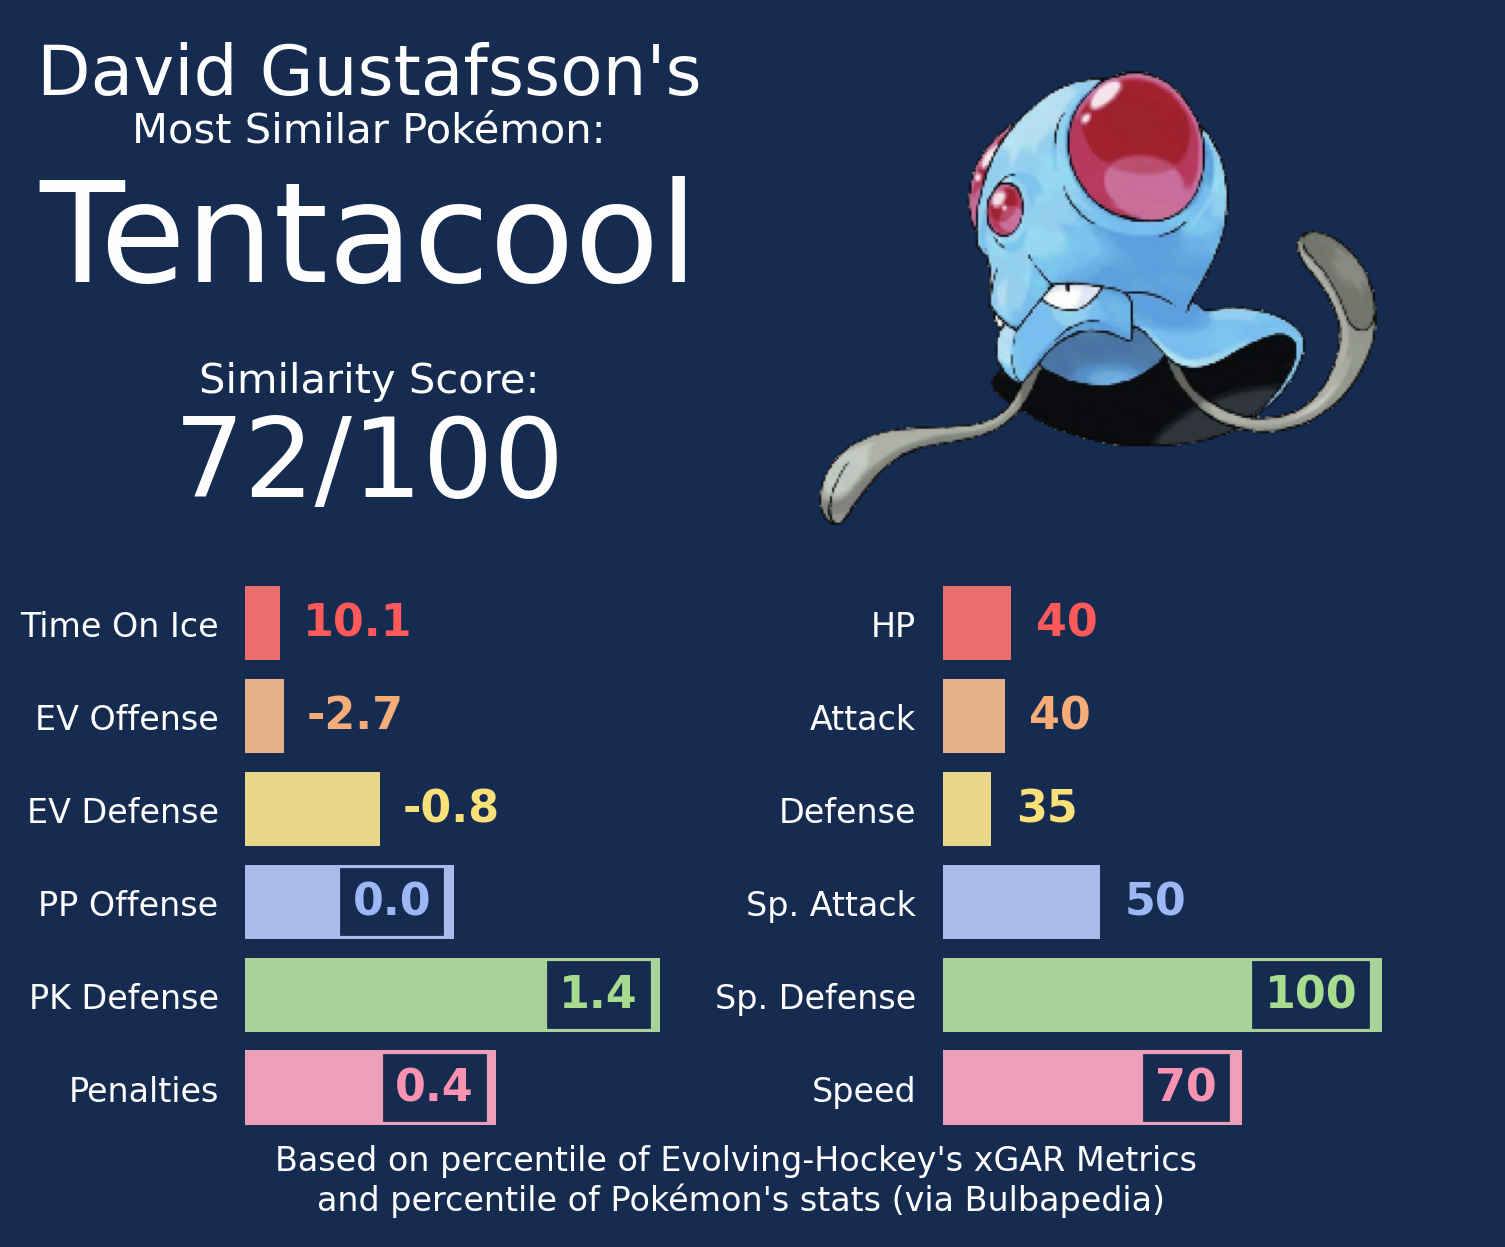 David Gustafsson's
Most Similar Pokémon:
Tentacool
Similarity Score:
72/100
Time On Ice 10.1
EV Offense -2.7
EV Defense -0.8
PP Offense 0.0
PK Defense 1.4
Penalties 0.4
HP 40
Attack 40
Defense 35
Sp. Attack 50
Sp. Defense 100
Speed 70
Based on percentile of Evolving-Hockey's xGAR Metrics
and percentile of Pokémon's stats (via Bulbapedia)